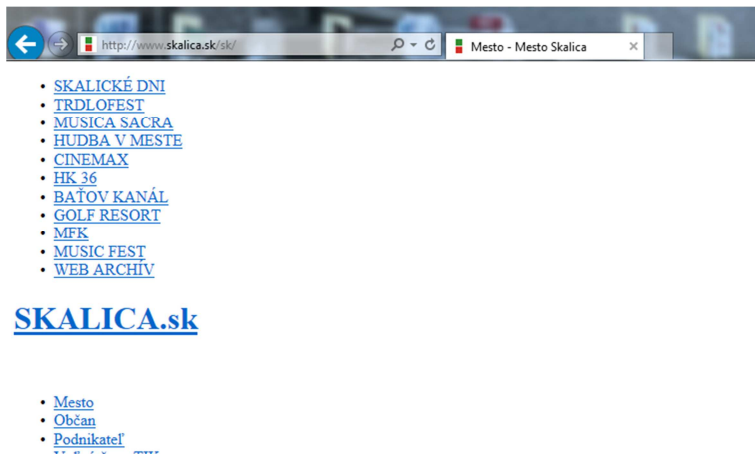 http://www.skalica.sk/sk/
Mesto - Mesto Skalica
SKALICKÉ DNI
TRDLOFEST
MUSICA SACRA
HUDBA V MESTE
CINEMAX
HK 36
BAŤOV KANÁL
GOLF RESORT
MFK
MUSIC FEST
WEB ARCHÍV
SKALICA.sk
Mesto
Občan
Podnikateľ